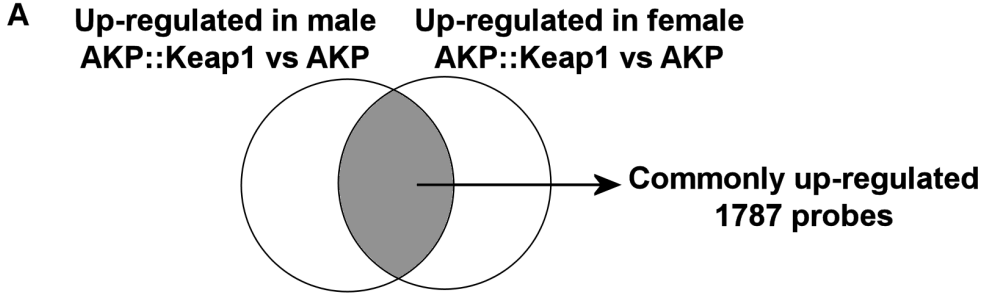 A
Up-regulated in male
AKP::Keap1 vs AKP
Up-regulated in female
AKP::Keap1 vs AKP
Commonly up-regulated
1787 probes